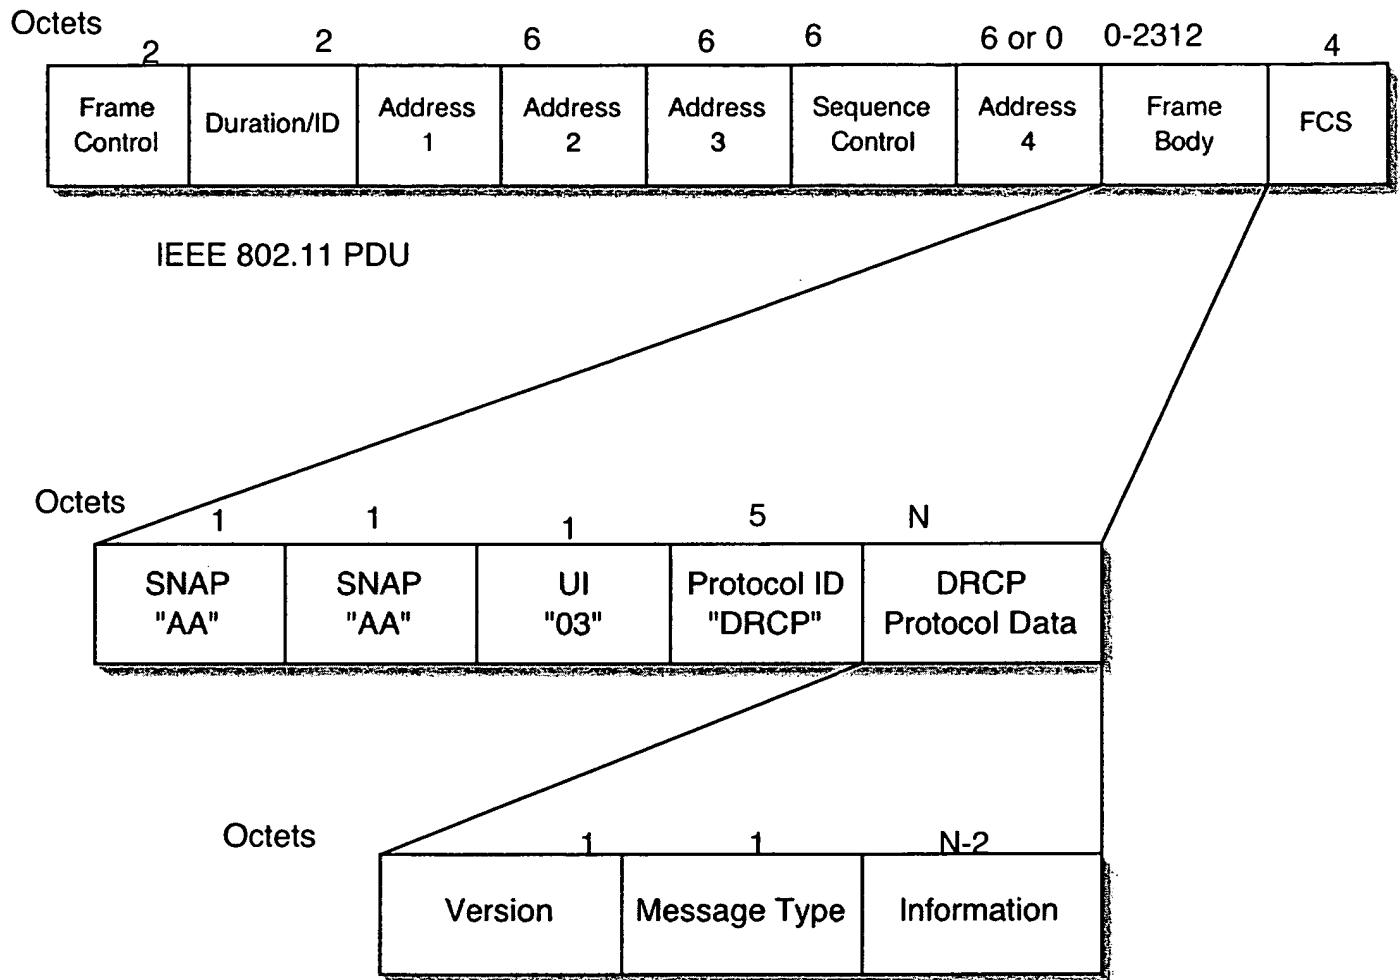 Octets
2 2 6 6 6 6 or 0 0-2312 4
Frame Control
Duration/ID
Address 1
Address 2
Address 3
Sequence Control
Address 4
Frame Body
FCS
IEEE 802.11 PDU
Octets
1 1 1 5 N
SNAP "AA"
SNAP "AA"
UI "03"
Protocol ID "DRCP"
DRCP Protocol Data
Octets
1 1 N-2
Version
Message Type
Information